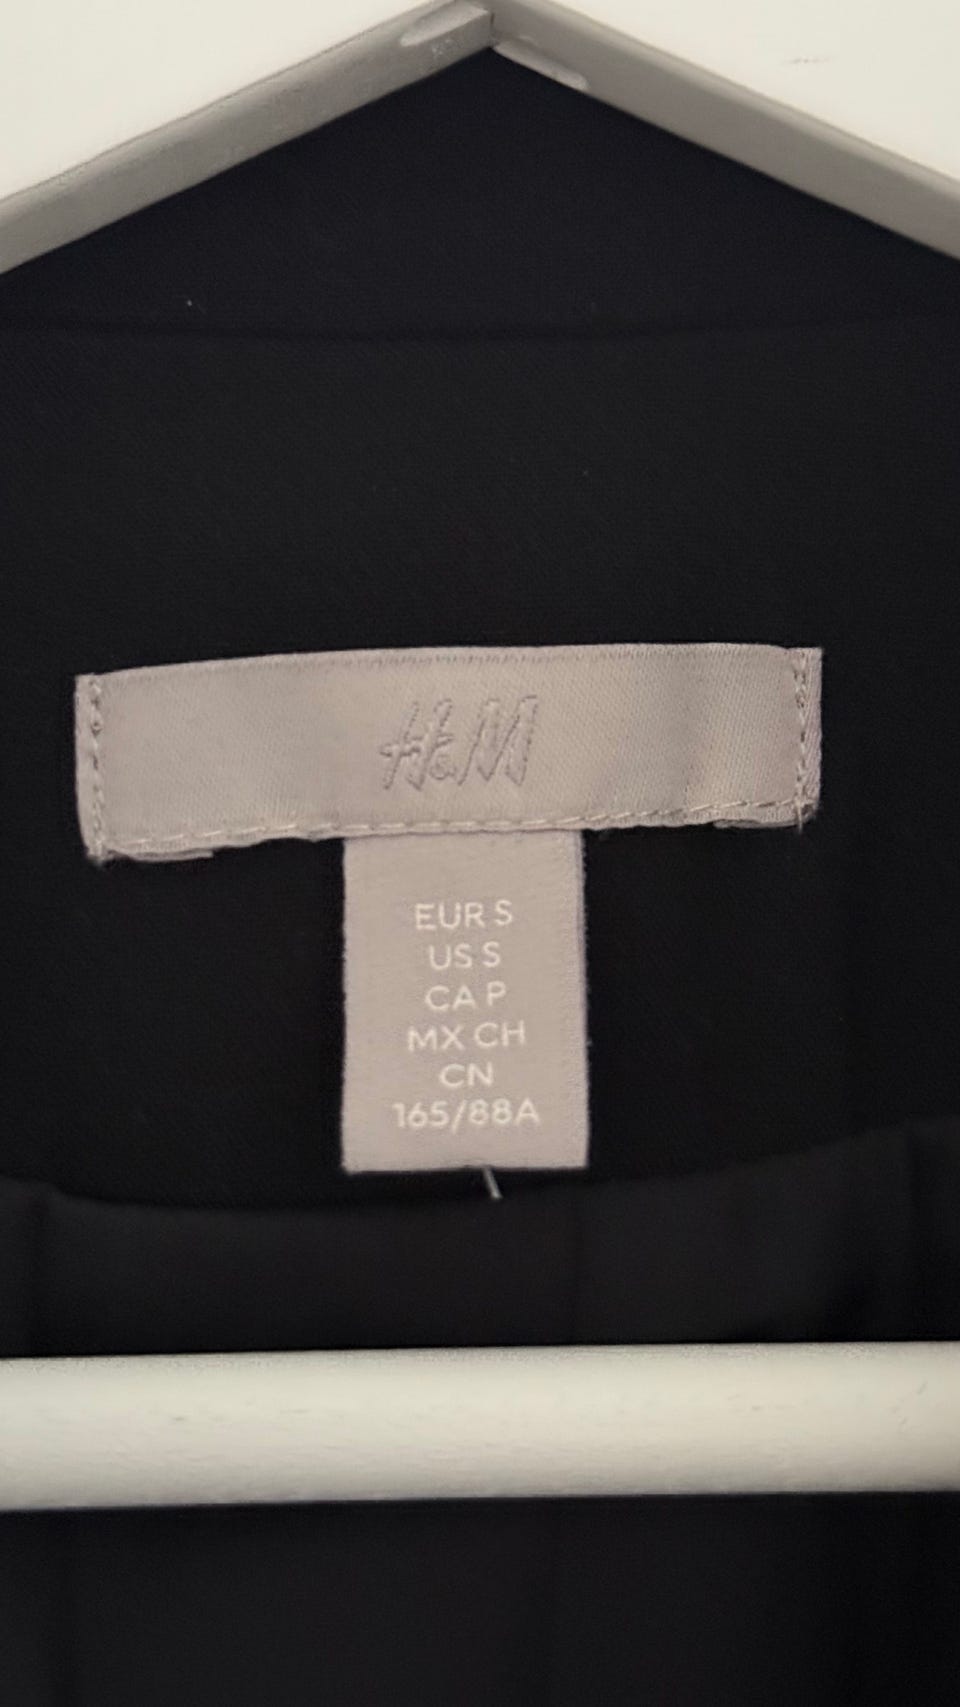 H&M
EUR S
US S
CA P
MX CH
CN
165/88A